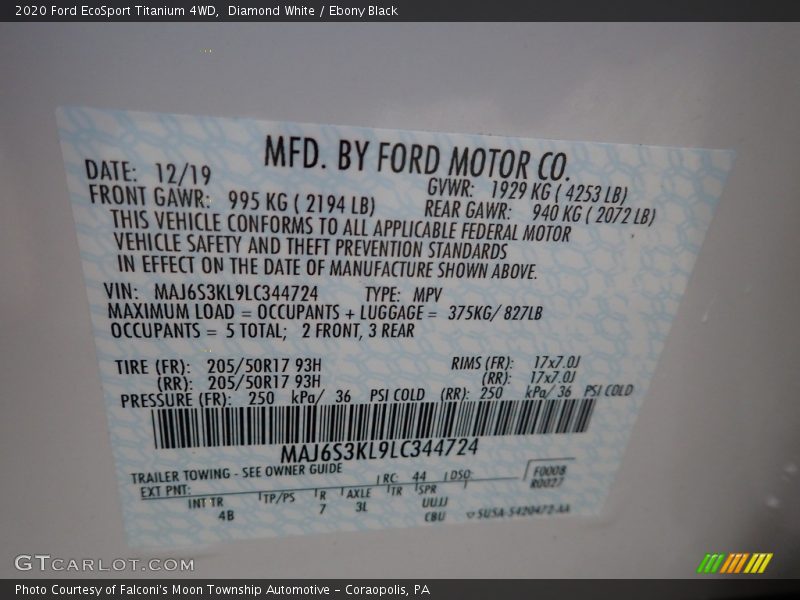 2020 Ford EcoSport Titanium 4WD,  Diamond White / Ebony Black
MFD. BY FORD MOTOR CO.
DATE: 12/19 GVWR: 1929 KG ( 4253 LB)
FRONT GAWR: 995 KG ( 2194 LB) REAR GAWR: 940 KG ( 2072 LB)
THIS VEHICLE CONFORMS TO ALL APPLICABLE FEDERAL MOTOR
VEHICLE SAFETY AND THEFT PREVENTION STANDARDS
IN EFFECT ON THE DATE OF MANUFACTURE SHOWN ABOVE.
VIN: MAJ6S3KL9LC344724 TYPE: MPV
MAXIMUM LOAD = OCCUPANTS + LUGGAGE = 375KG/ 827LB
OCCUPANTS = 5 TOTAL; 2 FRONT, 3 REAR
TIRE (FR): 205/50R17 93H RIMS (FR): 17x7.0J
(RR): 205/50R17 93H (RR): 17x7.0J
PRESSURE (FR): 250 kPa/ 36 PSI COLD (RR): 250 kPa/ 36 PSI COLD
MAJ6S3KL9LC344724
TRAILER TOWING - SEE OWNER GUIDE
EXT PNT: RC: 44 DSO: F0008
R0027
INT TR TP/PS R AXLE TR SPR
4B 7 3L UUJJ
CBU 5U5A-5420472-AA
GTCARLOT.COM
Photo Courtesy of Falconi's Moon Township Automotive – Coraopolis, PA